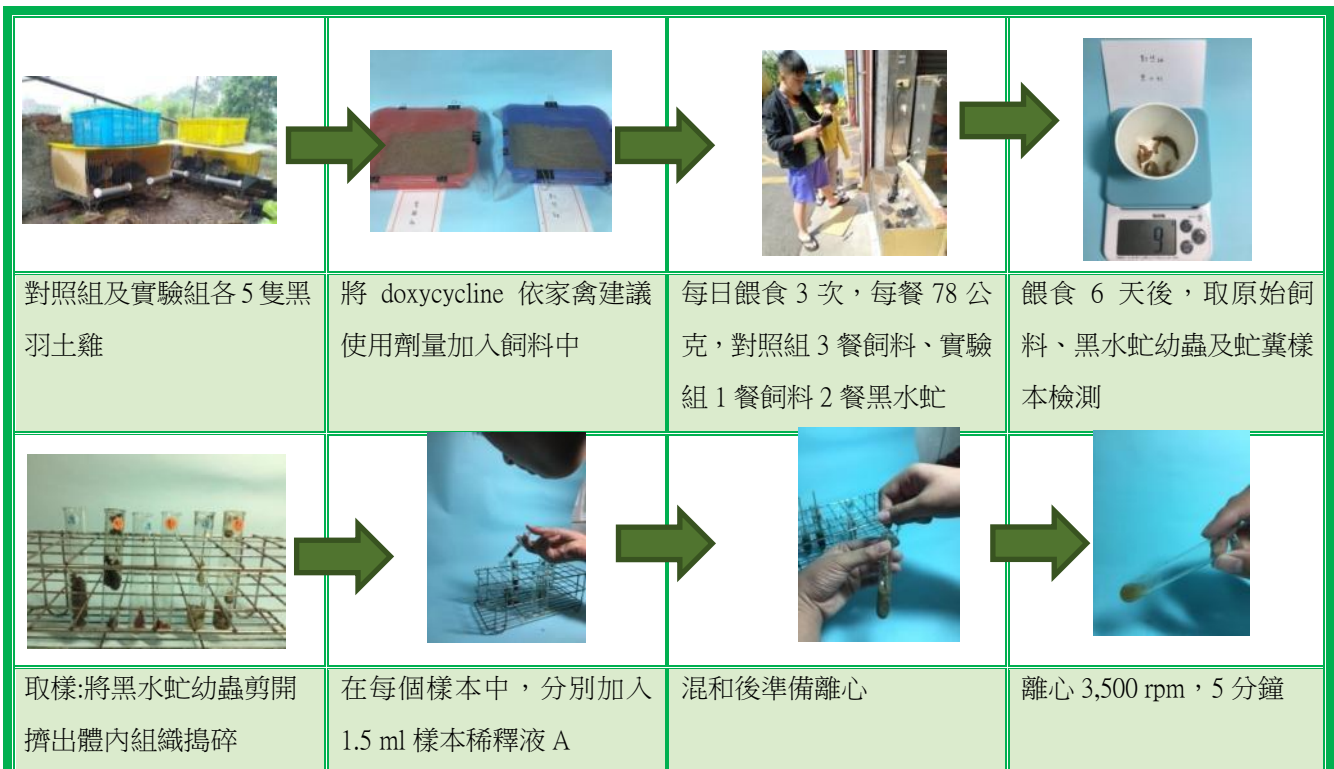 對照組及實驗組各 5 隻黑
羽土雞
將 doxycycline 依家禽建議
使用劑量加入飼料中
每日餵食 3 次，每餐 78 公
克，對照組 3 餐飼料、實驗
組 1 餐飼料 2 餐黑水虻
餵食 6 天後，取原始飼
料、黑水虻幼蟲及虻糞樣
本檢測
取樣:將黑水虻幼蟲剪開
擠出體內組織搗碎
在每個樣本中，分別加入
1.5 ml 樣本稀釋液 A
混和後準備離心
離心 3,500 rpm，5 分鐘
對照組
9